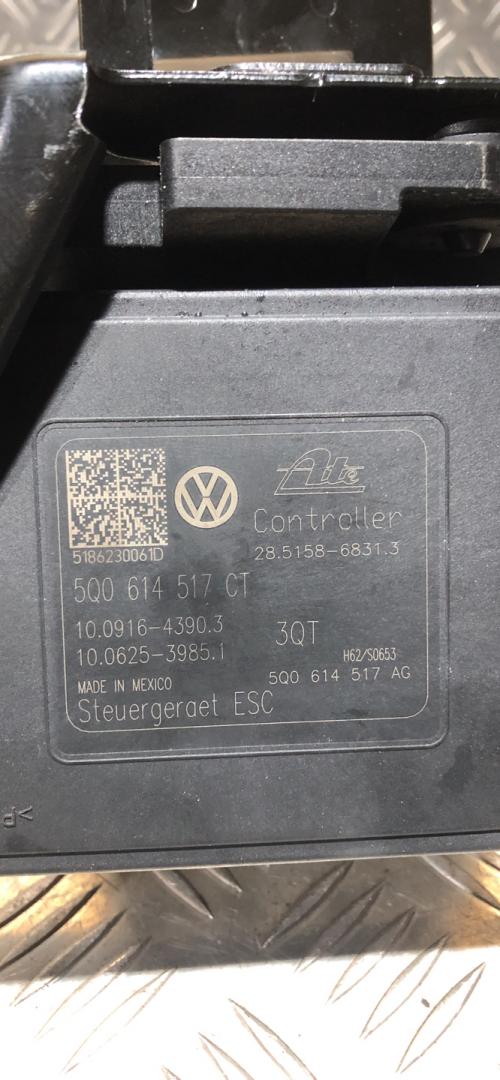 Ate
Controller
5186230061D
28.5158-6831.3
5Q0 614 517 CT
10.0916-4390.3
3QT
10.0625-3985.1
H62/S0653
5Q0 614 517 AG
MADE IN MEXICO
Steuergeraet ESC